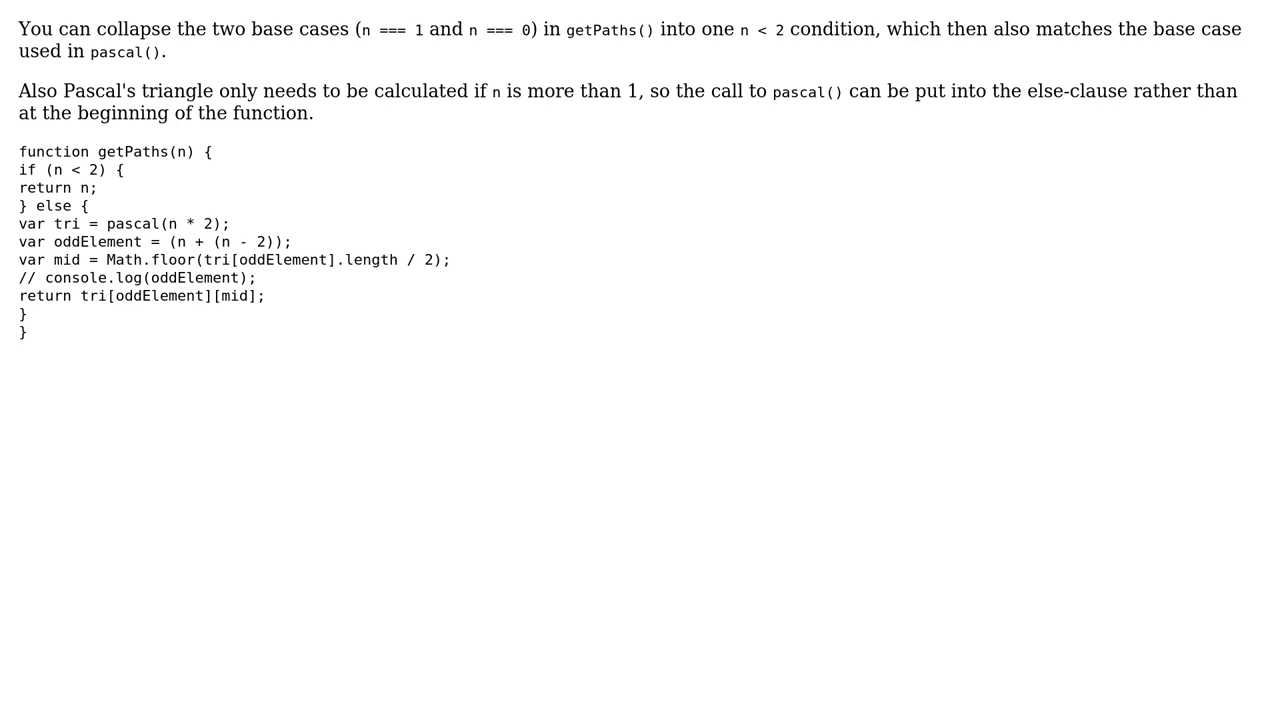 You can collapse the two base cases (n === 1 and n === 0) in getPaths() into one n < 2 condition, which then also matches the base case
used in pascal().
Also Pascal's triangle only needs to be calculated if n is more than 1, so the call to pascal() can be put into the else-clause rather than
at the beginning of the function.
function getPaths(n) {
if (n < 2) {
return n;
} else {
var tri = pascal(n * 2);
var oddElement = (n + (n - 2));
var mid = Math.floor(tri[oddElement].length / 2);
// console.log(oddElement);
return tri[oddElement][mid];
}
}